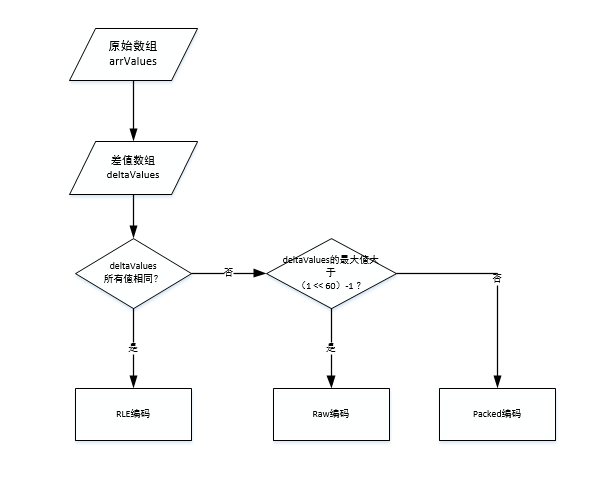 原始数组
arrValues
差值数组
deltaValues
deltaValues
所有值相同?
否
deltaValues的最大值大
于
（1 << 60）-1 ？
否
是
是
RLE编码
Raw编码
Packed编码